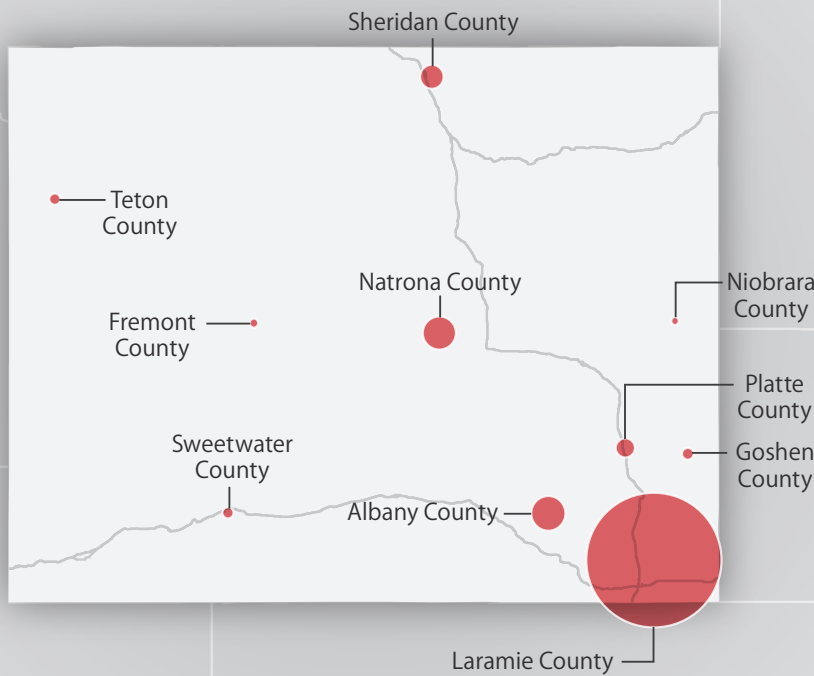 Sheridan County
Teton
County
Natrona County
Niobrara
County
Fremont
County
Platte
County
Sweetwater
County
Goshen
County
Albany County
Laramie County